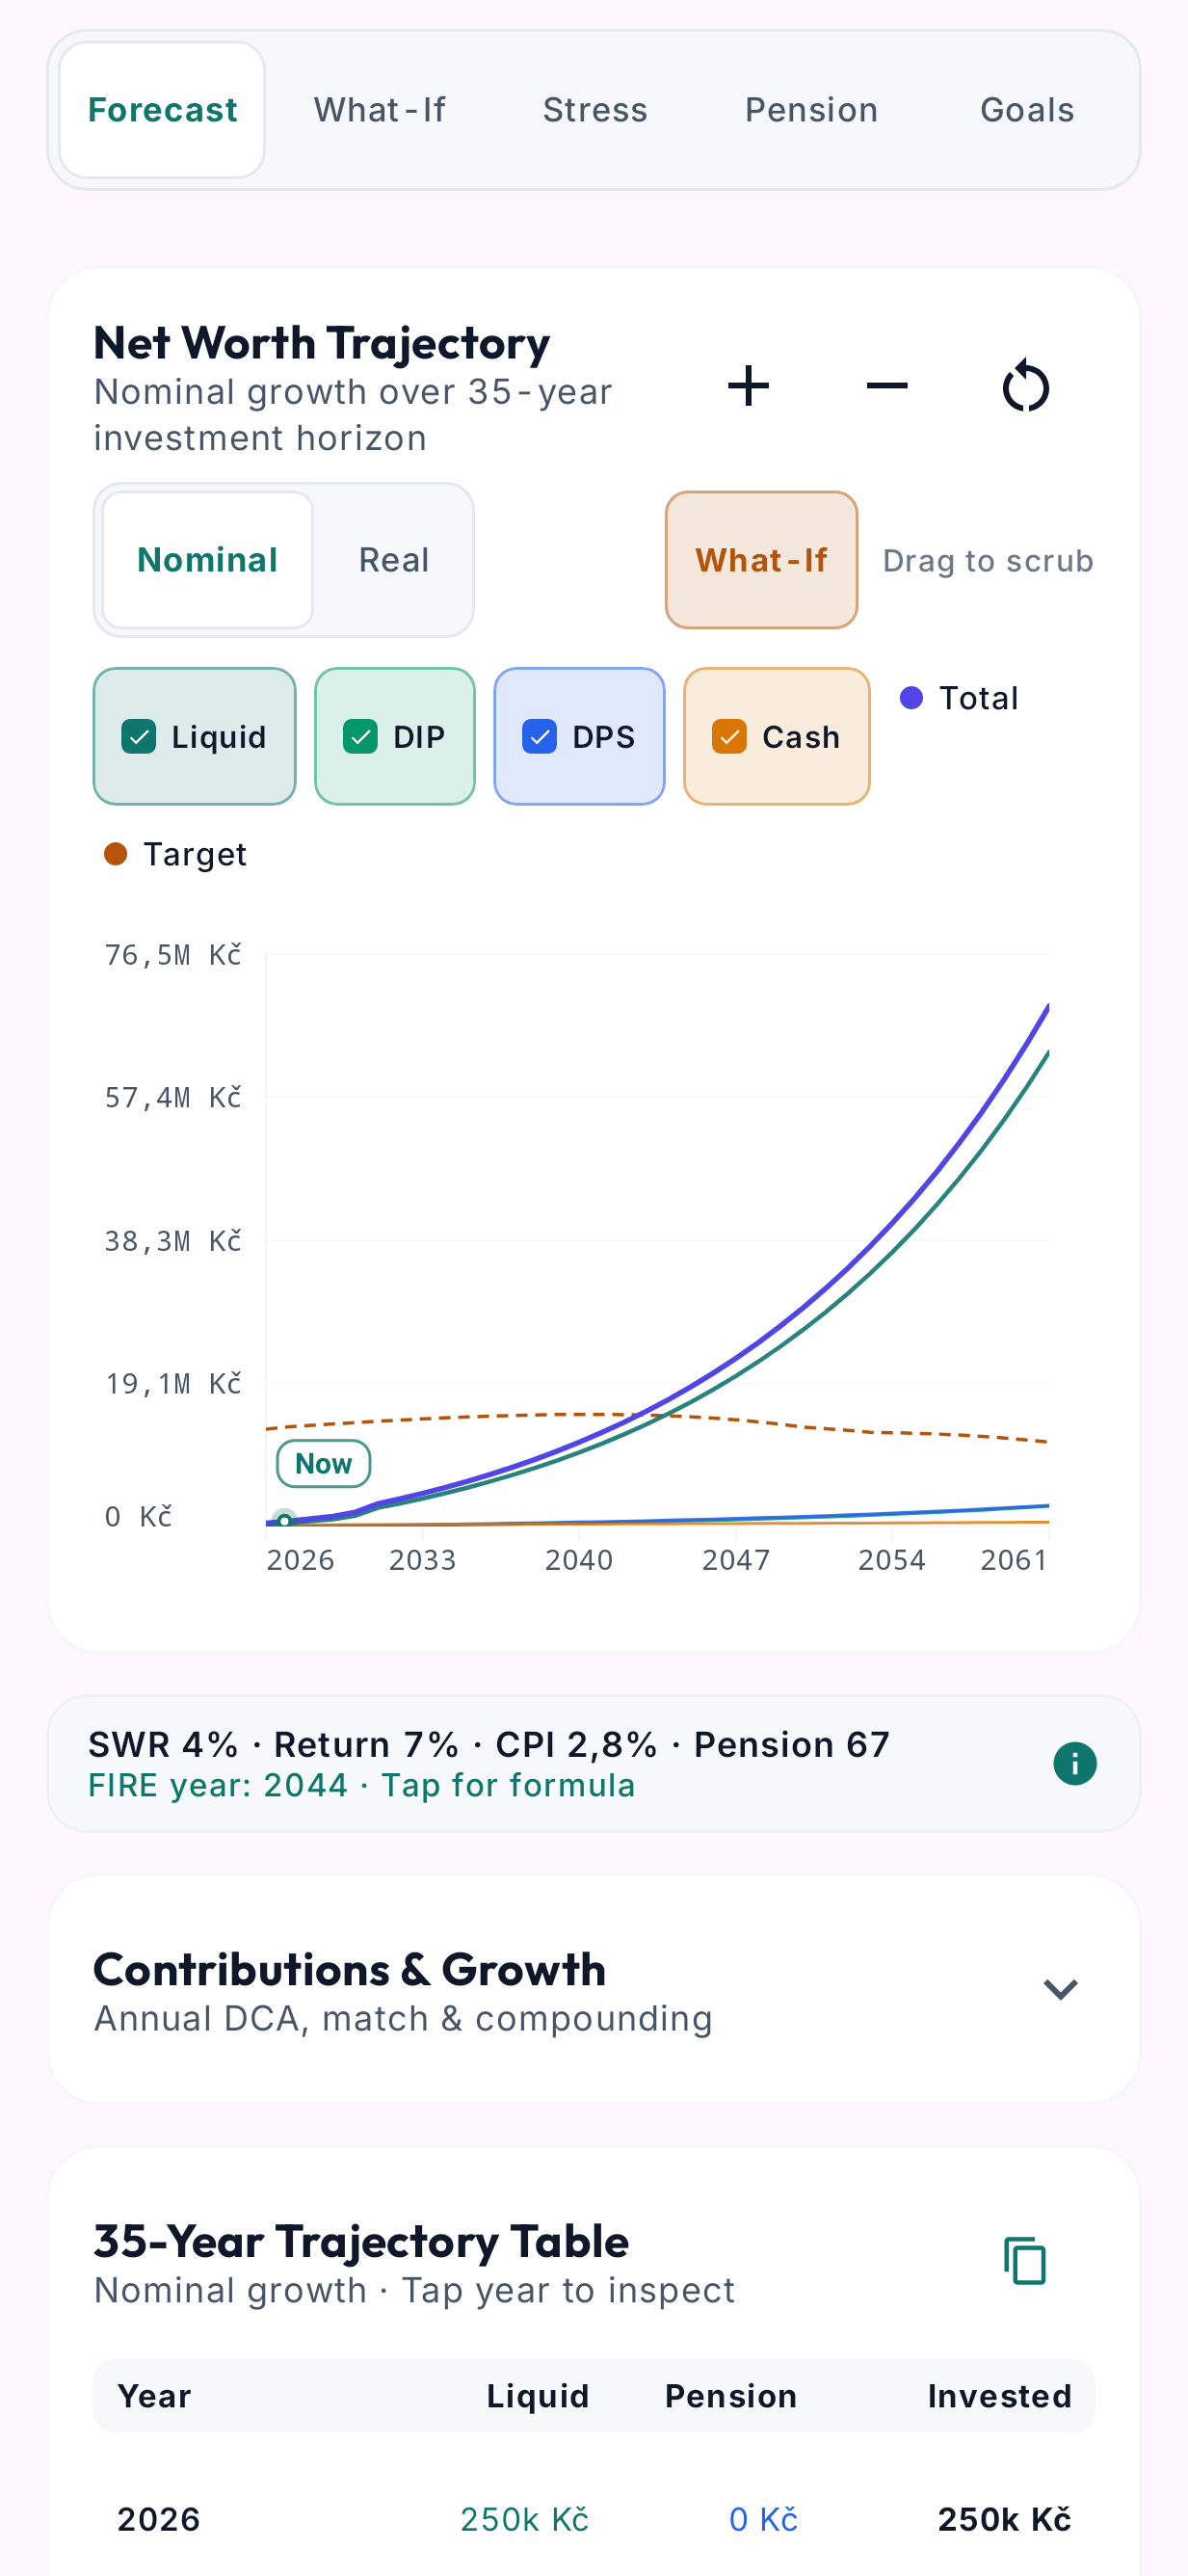 Forecast What-If Stress Pension Goals
Net Worth Trajectory
Nominal growth over 35-year
investment horizon
Nominal Real What-If Drag to scrub
Liquid DIP DPS Cash Total
Target
76,5M Kč
57,4M Kč
38,3M Kč
19,1M Kč
Now
0 Kč
2026 2033 2040 2047 2054 2061
SWR 4% · Return 7% · CPI 2,8% · Pension 67
FIRE year: 2044 · Tap for formula
Contributions & Growth
Annual DCA, match & compounding
35-Year Trajectory Table
Nominal growth · Tap year to inspect
Year Liquid Pension Invested
2026 250k Kč 0 Kč 250k Kč